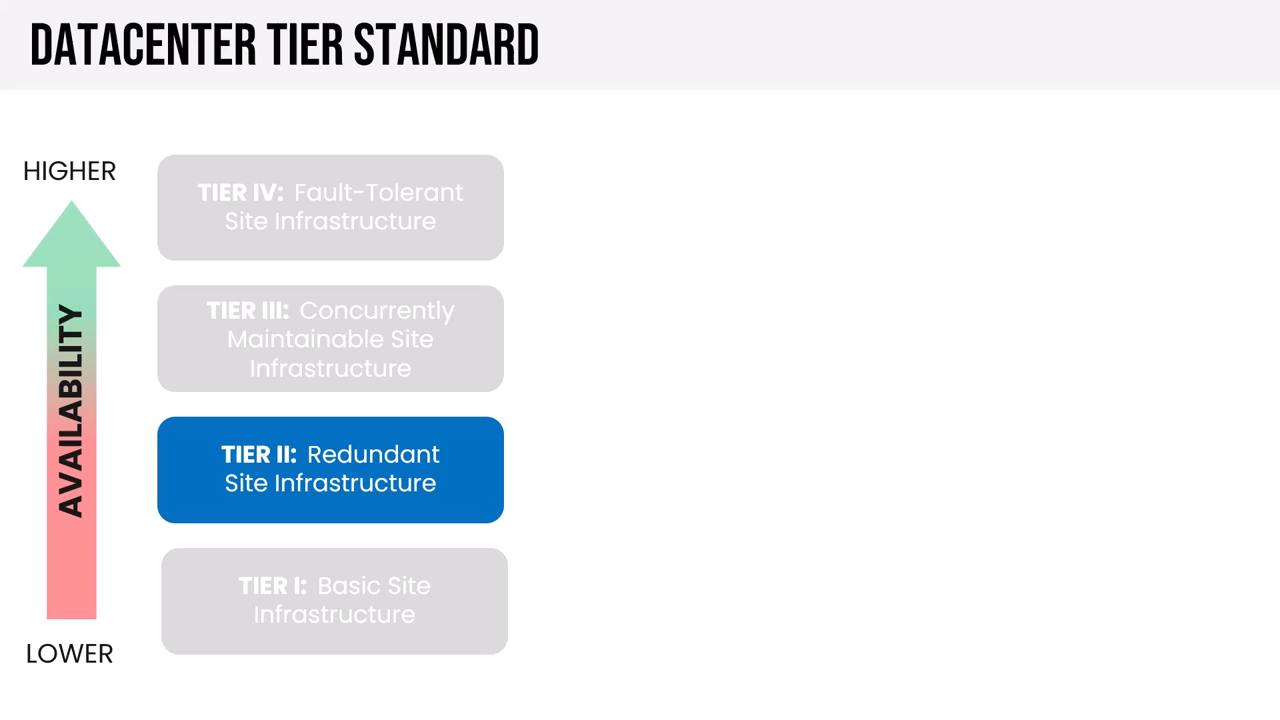 DATACENTER TIER STANDARD
HIGHER
AVAILABILITY
LOWER
TIER IV: Fault-Tolerant
Site Infrastructure
TIER III: Concurrently
Maintainable Site
Infrastructure
TIER II: Redundant
Site Infrastructure
TIER I: Basic Site
Infrastructure